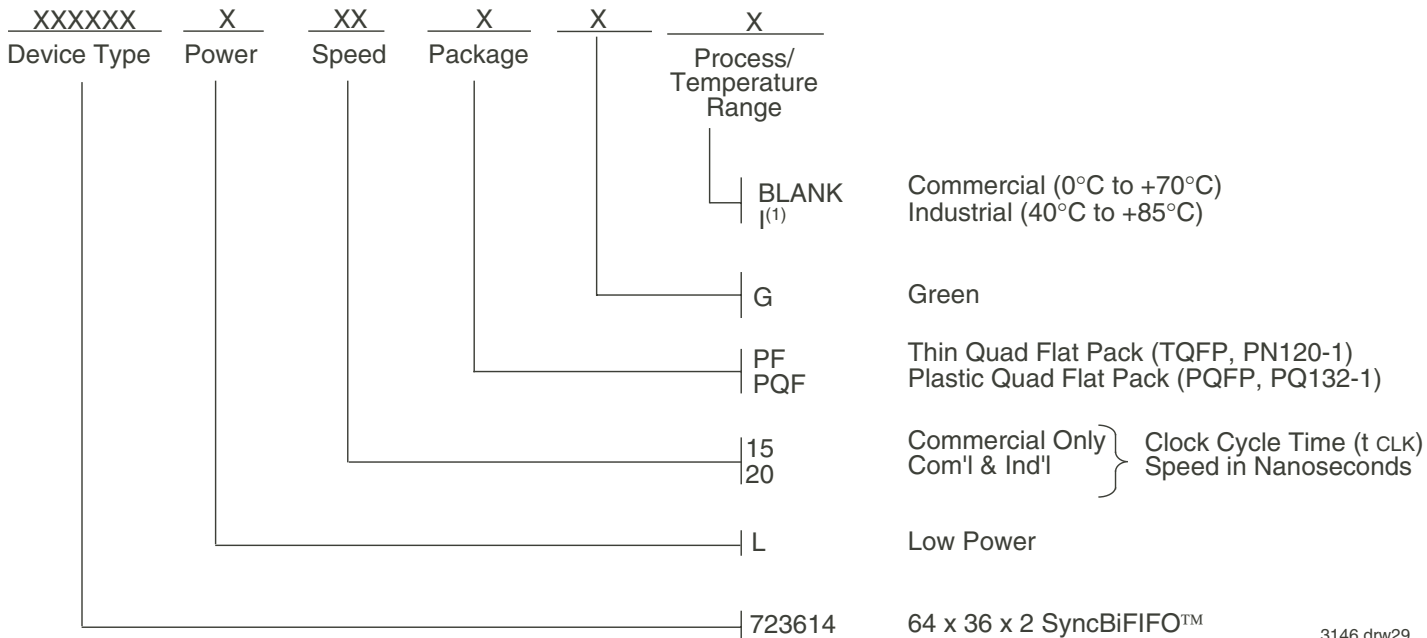 XXXXXX X XX X X X
Device Type Power Speed Package Process/
Temperature
Range
BLANK Commercial (0°C to +70°C)
I(1) Industrial (40°C to +85°C)
G Green
PF Thin Quad Flat Pack (TQFP, PN120-1)
PQF Plastic Quad Flat Pack (PQFP, PQ132-1)
15 Commercial Only Clock Cycle Time (t CLK)
20 Com'l & Ind'l Speed in Nanoseconds
L Low Power
723614 64 x 36 x 2 SyncBiFIFO™
3146 drw29